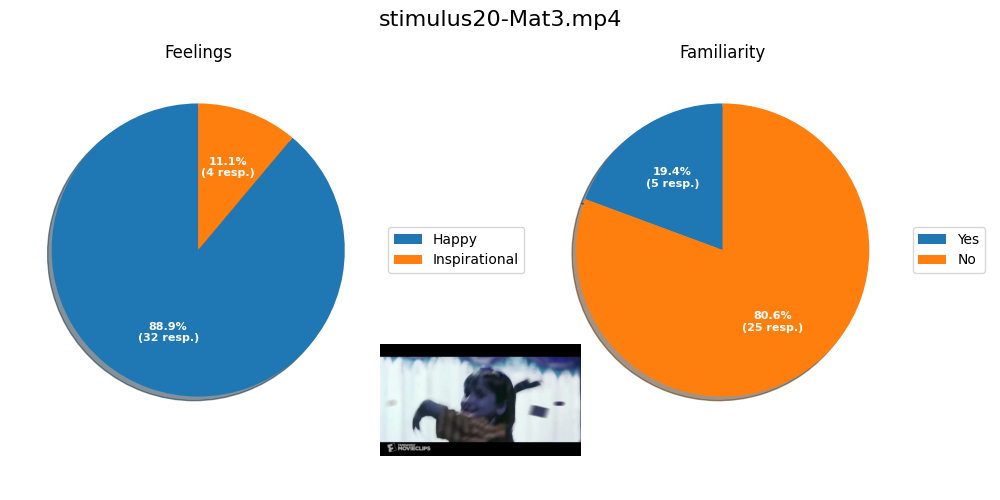 stimulus20-Mat3.mp4
Feelings
Familiarity
11.1%
(4 resp.)
88.9%
(32 resp.)
Happy
Inspirational
19.4%
(5 resp.)
80.6%
(25 resp.)
Yes
No
MOVIECLIPS